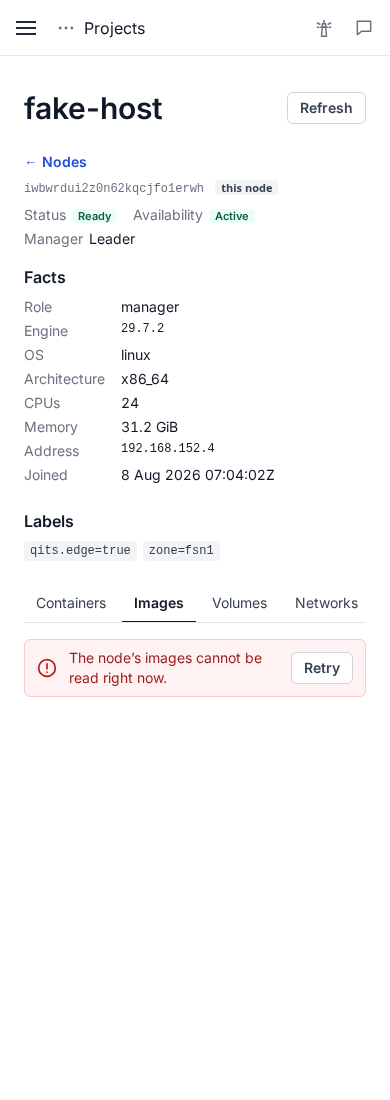 Projects
fake-host
Refresh
← Nodes
iwbwrdui2z0n62kqcjfo1erwh this node
Status Ready Availability Active
Manager Leader
Facts
Role manager
Engine 29.7.2
OS linux
Architecture x86_64
CPUs 24
Memory 31.2 GiB
Address 192.168.152.4
Joined 8 Aug 2026 07:04:02Z
Labels
qits.edge=true zone=fsn1
Containers Images Volumes Networks
The node’s images cannot be
read right now.
Retry